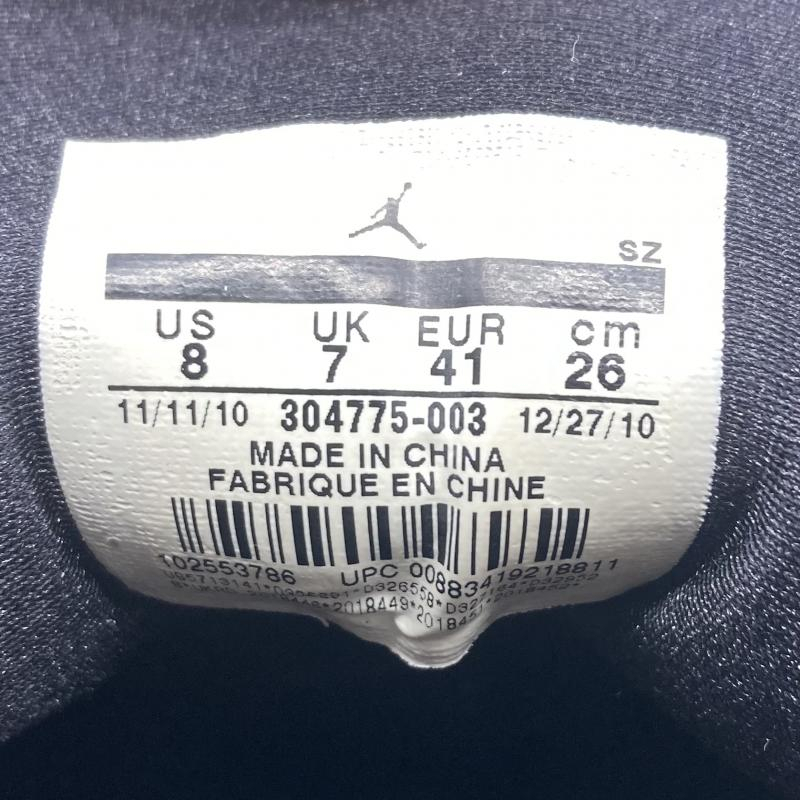 SZ
US UK EUR cm
8 7 41 26
11/11/10 304775-003 12/27/10
MADE IN CHINA
FABRIQUE EN CHINE
102553786 UPC 00883419218811